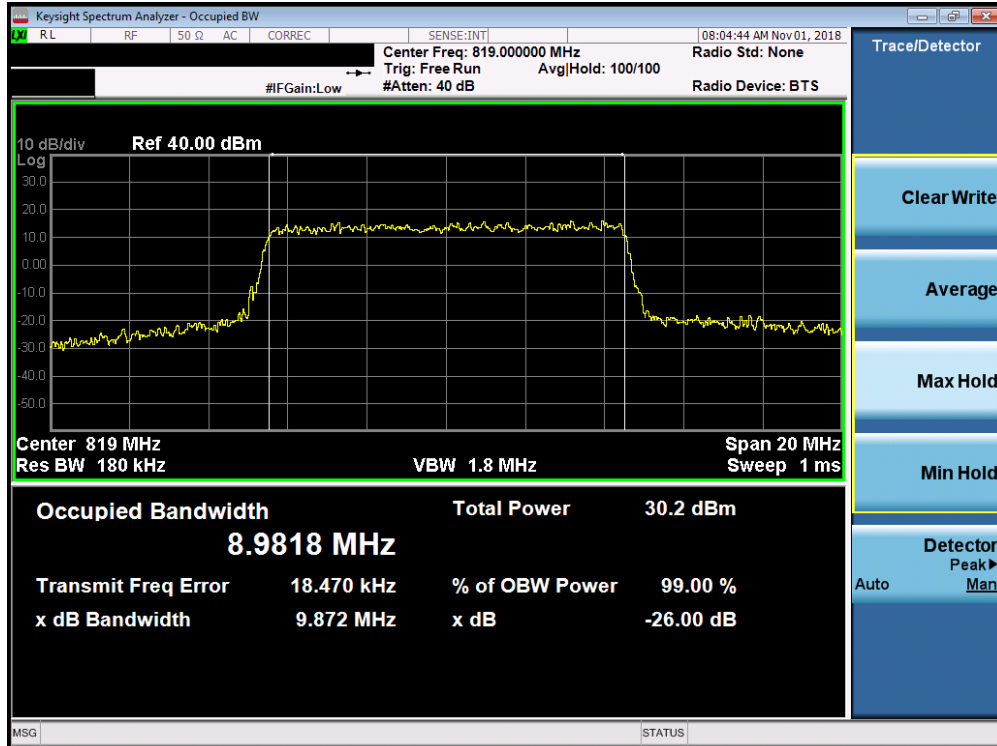 Keysight Spectrum Analyzer - Occupied BW
LXI RL RF 50 Ω AC CORREC SENSE:INT 08:04:44 AM Nov 01, 2018
Center Freq: 819.000000 MHz Radio Std: None
Trig: Free Run Avg|Hold: 100/100
#IFGain:Low #Atten: 40 dB Radio Device: BTS
10 dB/div Ref 40.00 dBm
Log
30.0
20.0
10.0
0.00
-10.0
-20.0
-30.0
-40.0
-50.0
Center 819 MHz Span 20 MHz
Res BW 180 kHz VBW 1.8 MHz Sweep 1 ms
Occupied Bandwidth Total Power 30.2 dBm
8.9818 MHz
Transmit Freq Error 18.470 kHz % of OBW Power 99.00 %
x dB Bandwidth 9.872 MHz x dB -26.00 dB
MSG STATUS
Trace/Detector
Clear Write
Average
Max Hold
Min Hold
Detector
Peak
Auto Man